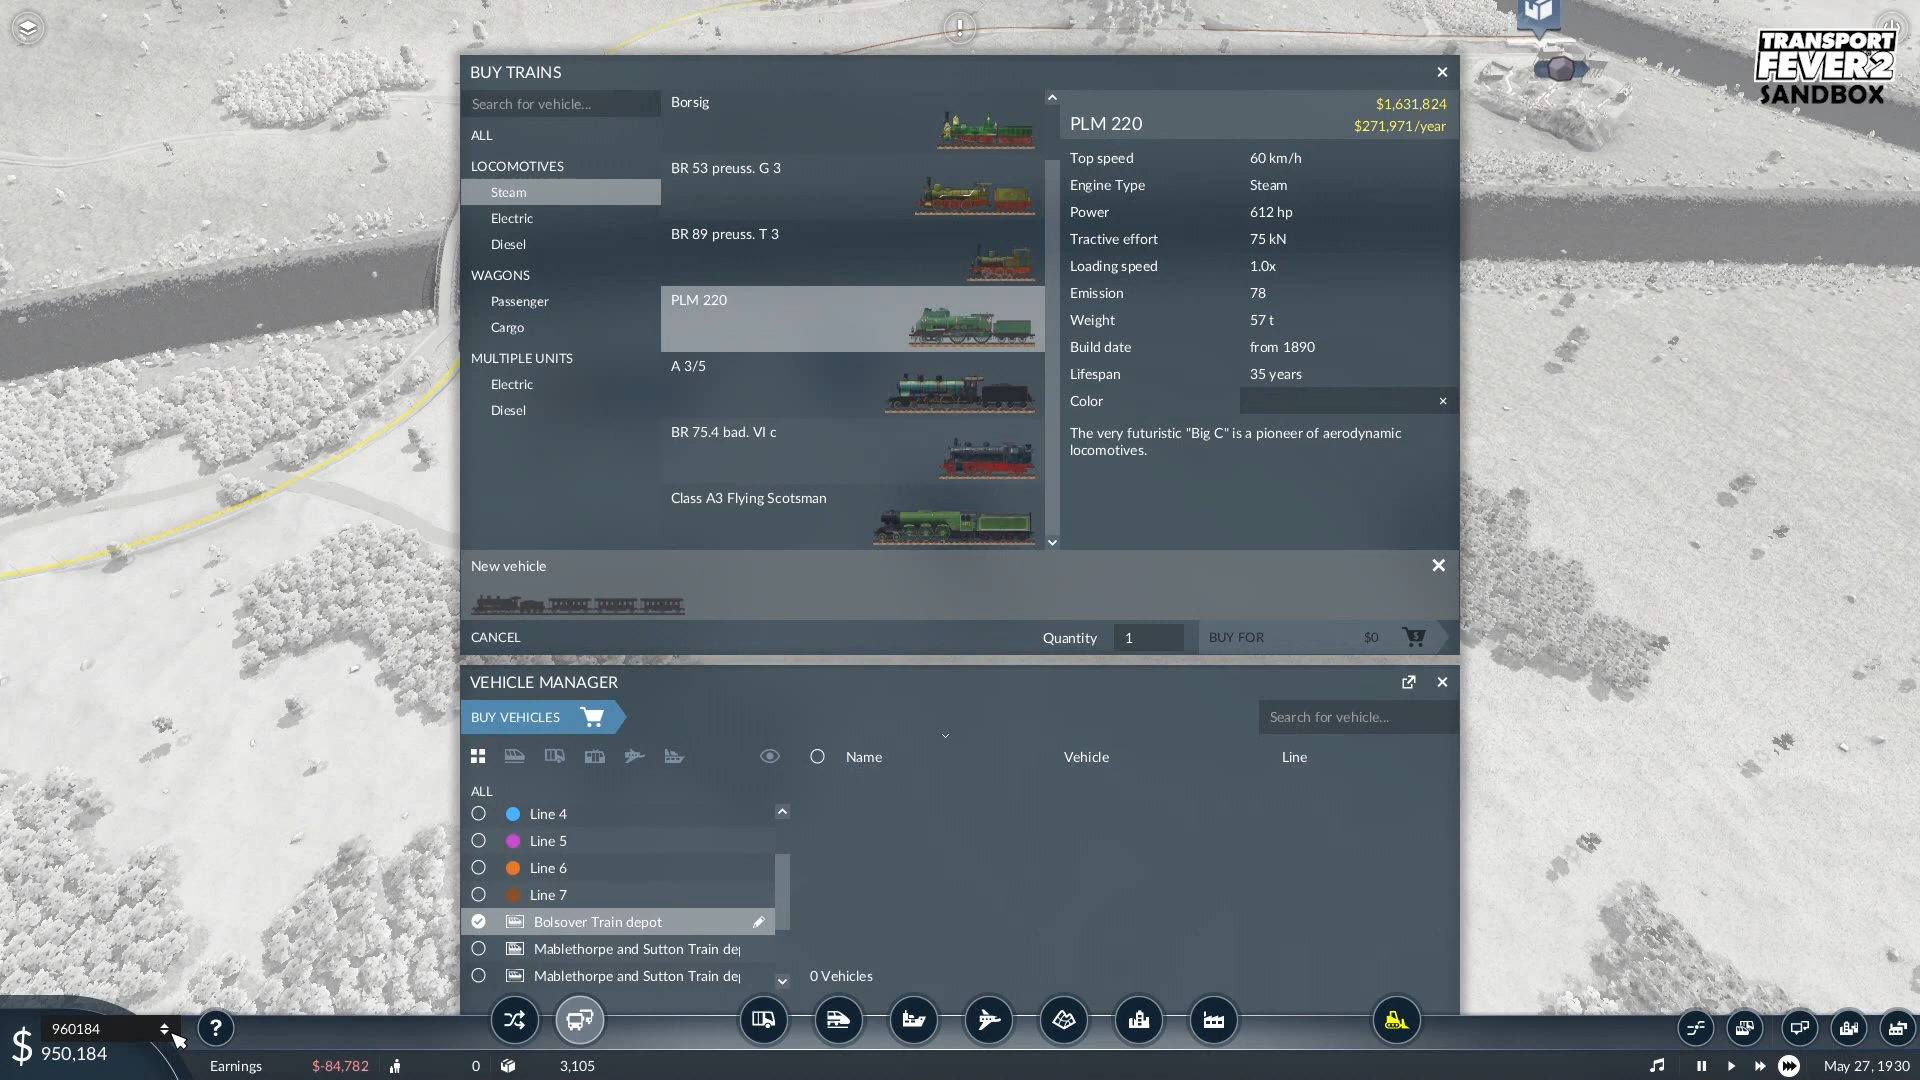 TRANSPORT
FEVER 2
SANDBOX
BUY TRAINS
Search for vehicle...
ALL
LOCOMOTIVES
Steam
Electric
Diesel
WAGONS
Passenger
Cargo
MULTIPLE UNITS
Electric
Diesel
Borsig
BR 53 preuss. G 3
BR 89 preuss. T 3
PLM 220
A 3/5
BR 75.4 bad. VI c
Class A3 Flying Scotsman
$1,631,824
PLM 220
$271,971/year
Top speed 60 km/h
Engine Type Steam
Power 612 hp
Tractive effort 75 kN
Loading speed 1.0x
Emission 78
Weight 57 t
Build date from 1890
Lifespan 35 years
Color
The very futuristic "Big C" is a pioneer of aerodynamic
locomotives.
New vehicle
CANCEL
Quantity 1
BUY FOR $0
VEHICLE MANAGER
BUY VEHICLES
Search for vehicle...
Name Vehicle Line
ALL
Line 4
Line 5
Line 6
Line 7
Bolsover Train depot
Mablethorpe and Sutton Train de
Mablethorpe and Sutton Train de
0 Vehicles
960184
?
$ 950,184
Earnings $-84,782 0 3,105
May 27, 1930